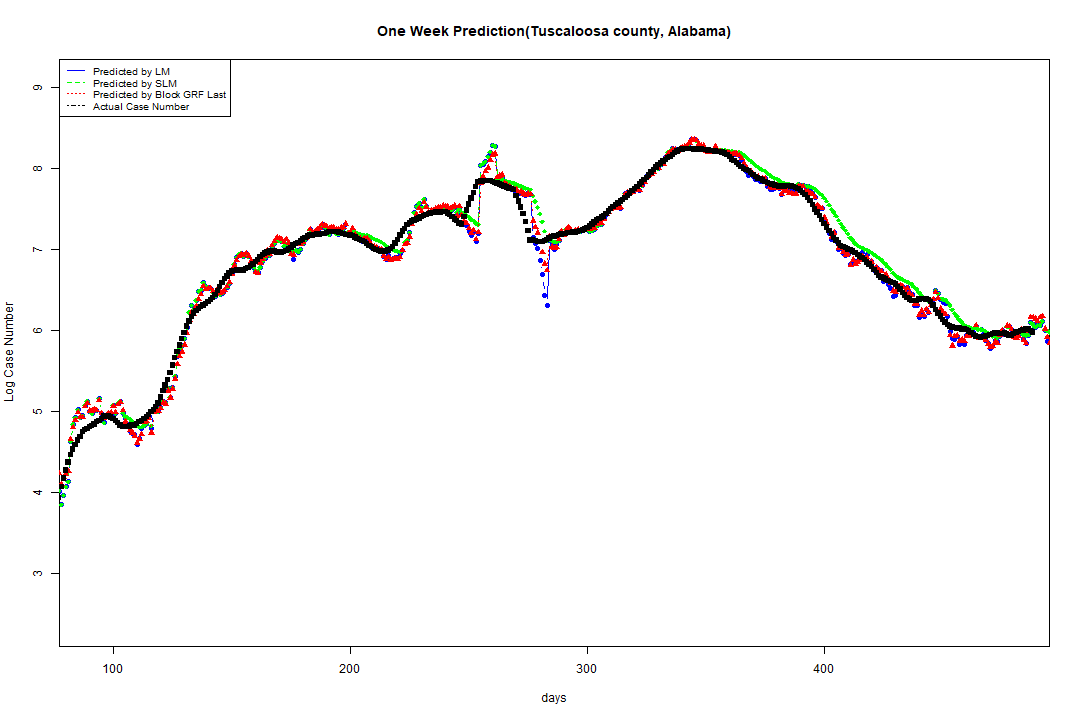 One Week Prediction(Tuscaloosa county, Alabama)
Predicted by LM
Predicted by SLM
Predicted by Block GRF Last
Actual Case Number
9
8
7
6
5
4
3
Log Case Number
100 200 300 400
days